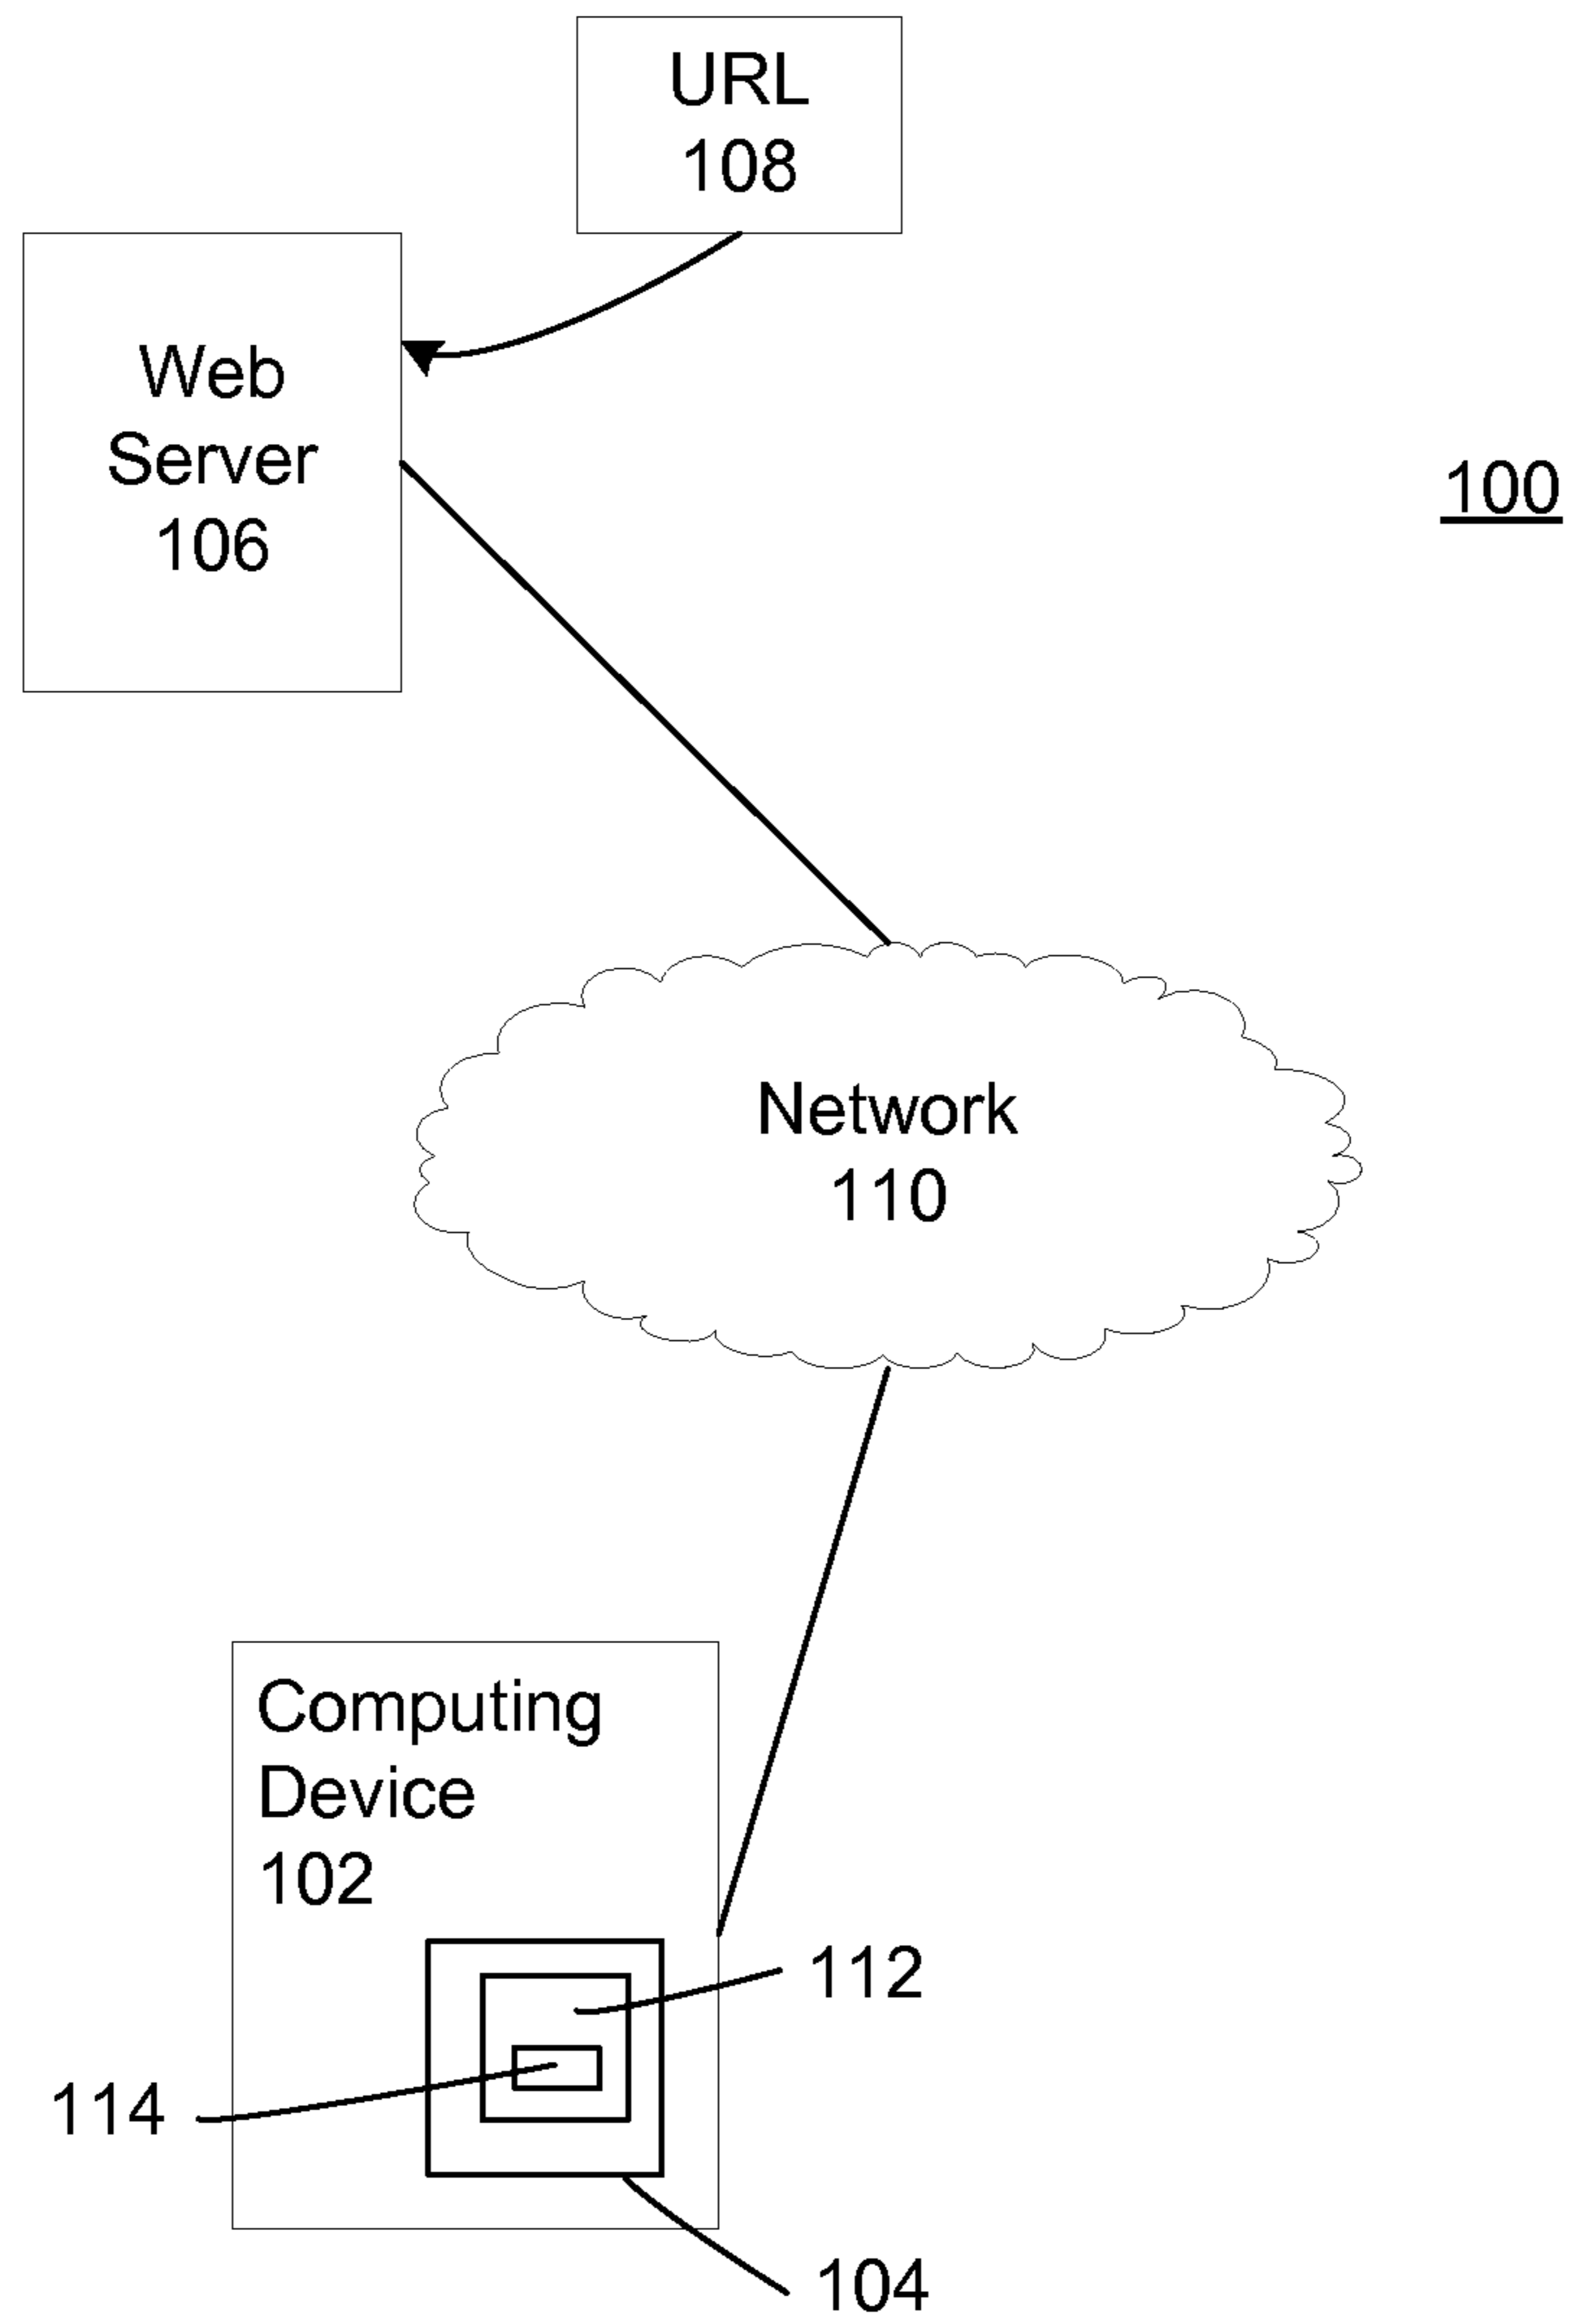 URL
108
Web
Server
106
100
Network
110
Computing
Device
102
112
114
104